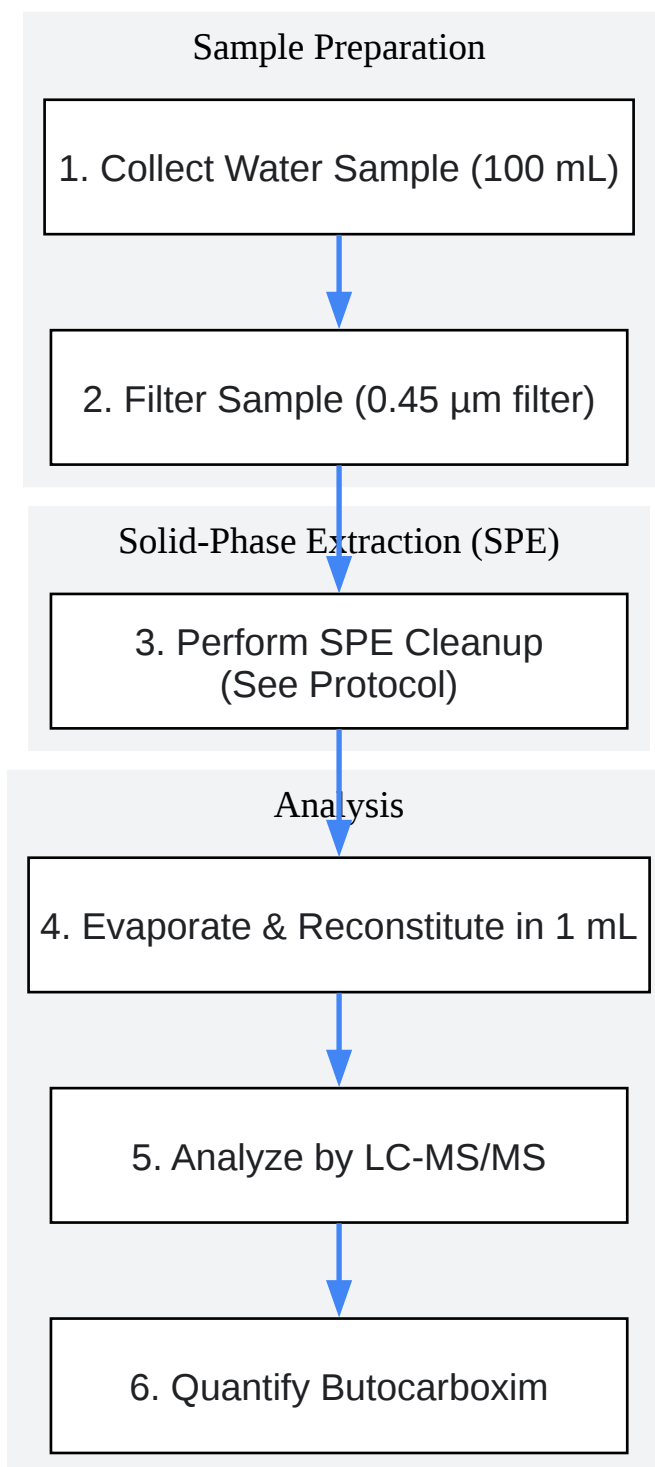 Sample Preparation
1. Collect Water Sample (100 mL)
2. Filter Sample (0.45 µm filter)
Solid-Phase Extraction (SPE)
3. Perform SPE Cleanup
(See Protocol)
Analysis
4. Evaporate & Reconstitute in 1 mL
5. Analyze by LC-MS/MS
6. Quantify Butocarboxim